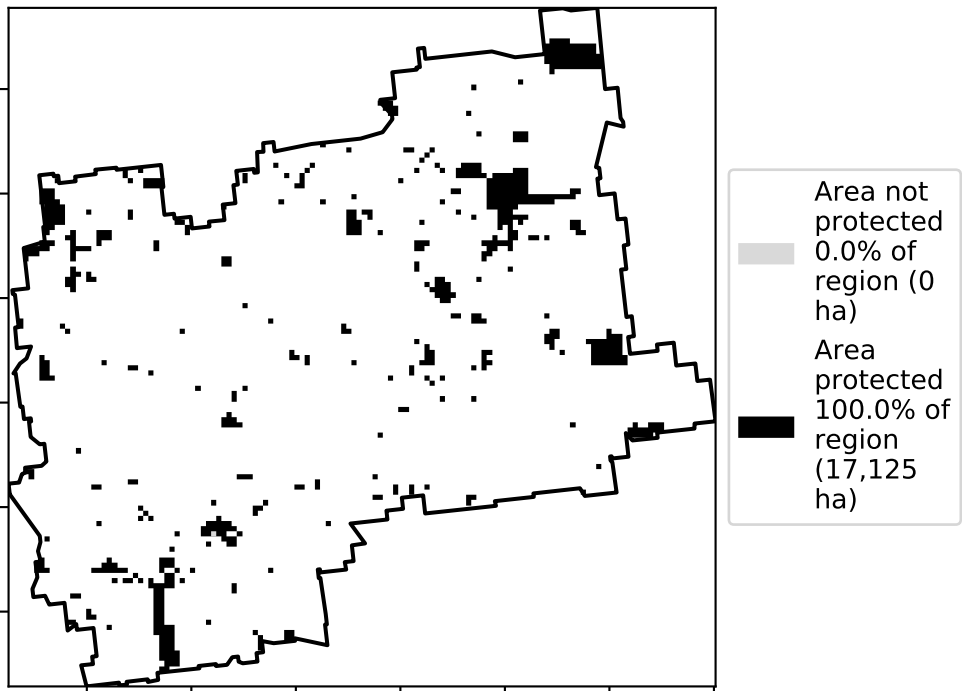 Area not
protected
0.0% of
region (0
ha)
Area
protected
100.0% of
region
(17,125
ha)